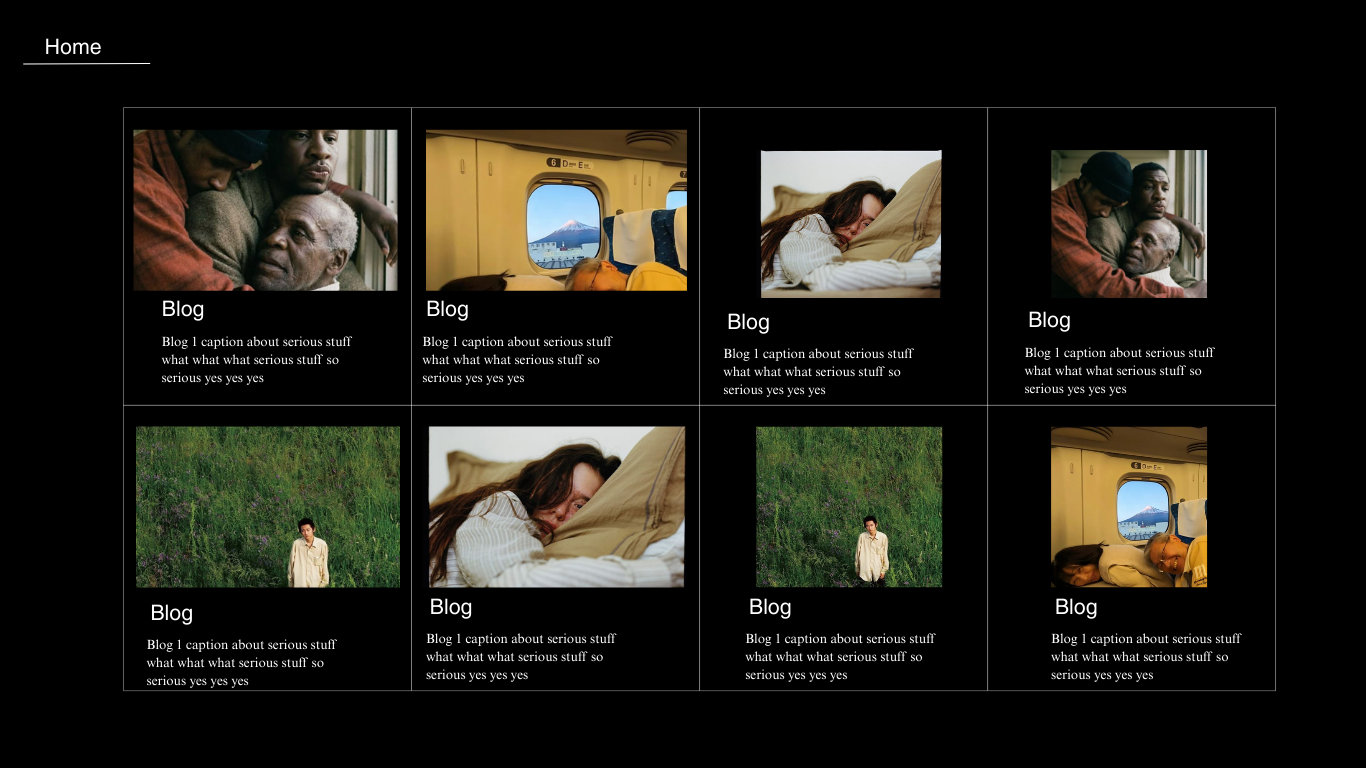 Home
6 D E
7
Blog
Blog 1 caption about serious stuff
what what what serious stuff so
serious yes yes yes
Blog
Blog 1 caption about serious stuff
what what what serious stuff so
serious yes yes yes
Blog
Blog 1 caption about serious stuff
what what what serious stuff so
serious yes yes yes
Blog
Blog 1 caption about serious stuff
what what what serious stuff so
serious yes yes yes
Blog
Blog 1 caption about serious stuff
what what what serious stuff so
serious yes yes yes
Blog
Blog 1 caption about serious stuff
what what what serious stuff so
serious yes yes yes
Blog
Blog 1 caption about serious stuff
what what what serious stuff so
serious yes yes yes
6 D E
Blog
Blog 1 caption about serious stuff
what what what serious stuff so
serious yes yes yes